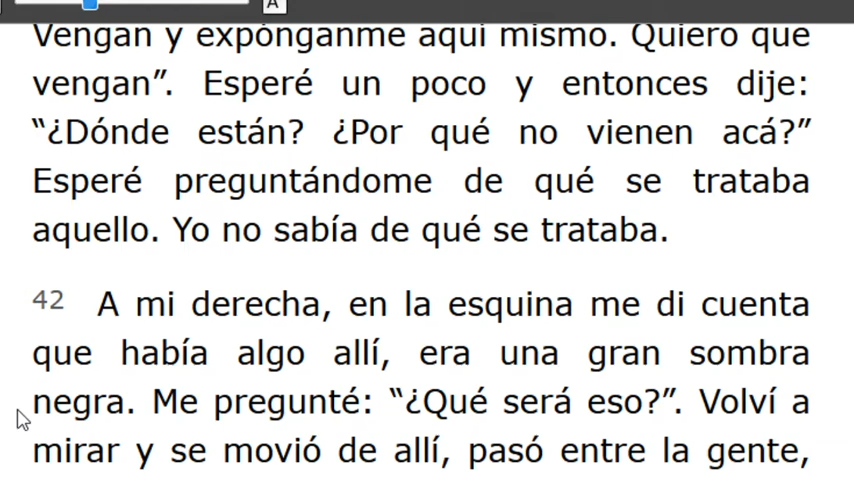 A
Vengan y expónganme aquí mismo. Quiero que
vengan”. Esperé un poco y entonces dije:
“¿Dónde están? ¿Por qué no vienen acá?”
Esperé preguntándome de qué se trataba
aquello. Yo no sabía de qué se trataba.
42 A mi derecha, en la esquina me di cuenta
que había algo allí, era una gran sombra
negra. Me pregunté: “¿Qué será eso?”. Volví a
mirar y se movió de allí, pasó entre la gente,